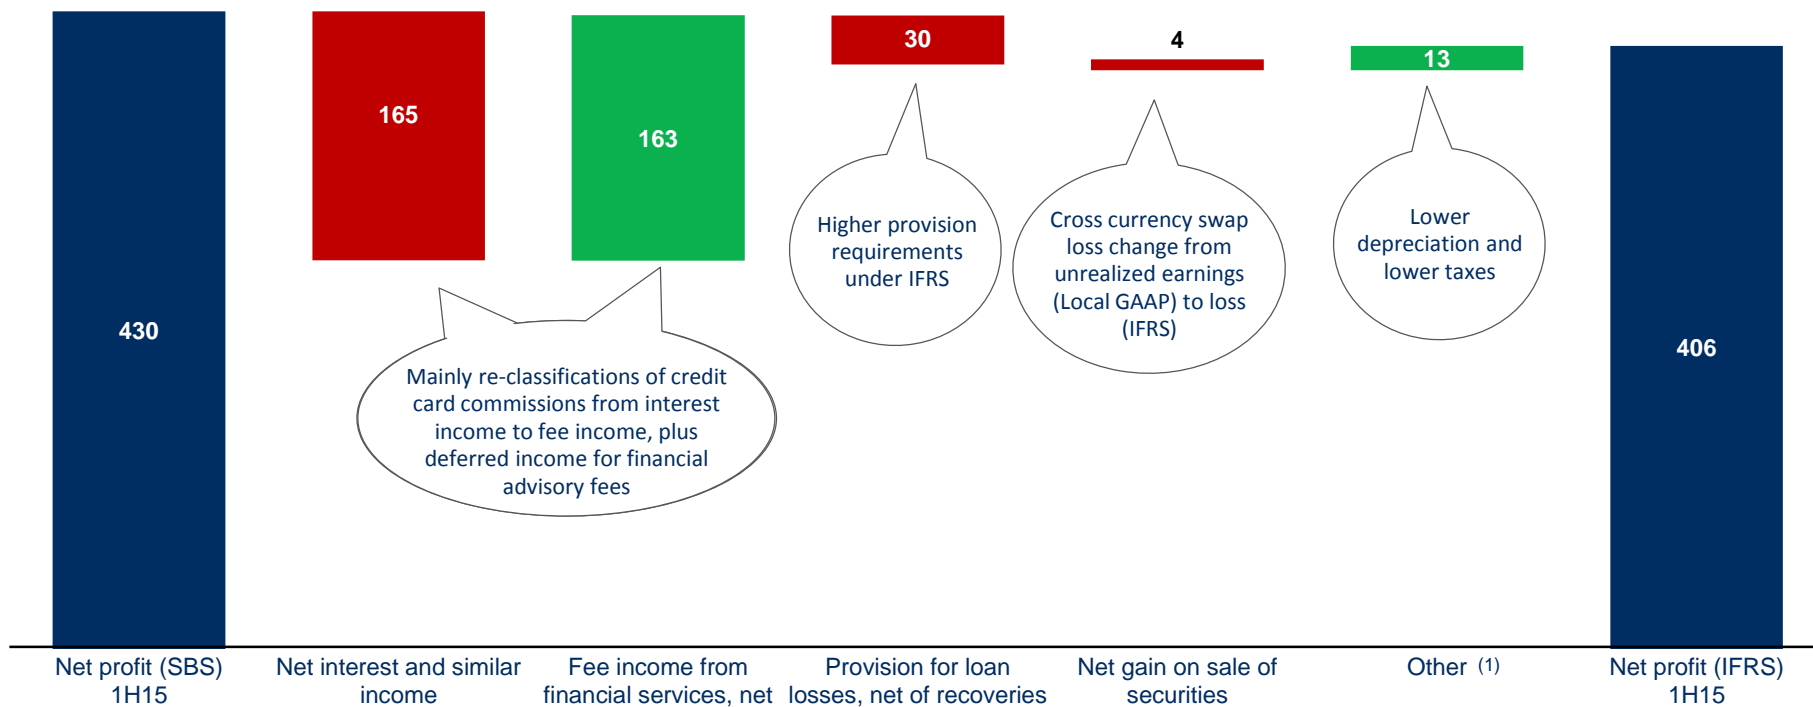 430
165
163
30
4
13
406
Mainly re-classifications of credit
card commissions from interest
income to fee income, plus
deferred income for financial
advisory fees
Higher provision
requirements
under IFRS
Cross currency swap
loss change from
unrealized earnings
(Local GAAP) to loss
(IFRS)
Lower
depreciation and
lower taxes
Net profit (SBS)
1H15
Net interest and similar
income
Fee income from
financial services, net
Provision for loan
losses, net of recoveries
Net gain on sale of
securities
Other (1)
Net profit (IFRS)
1H15